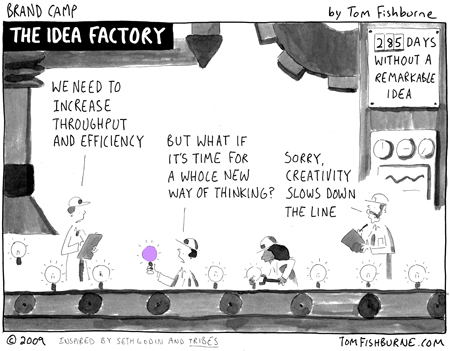 BRAND CAMP
by Tom Fishburne
THE IDEA FACTORY
285 DAYS
WITHOUT A
REMARKABLE
IDEA
WE NEED TO
INCREASE
THROUGHPUT
AND EFFICIENCY
BUT WHAT IF
IT'S TIME FOR
A WHOLE NEW
WAY OF THINKING?
SORRY,
CREATIVITY
SLOWS DOWN
THE LINE
© 2009
INSPIRED BY SETH GODIN AND TRIBES
TOMFISHBURNE.COM